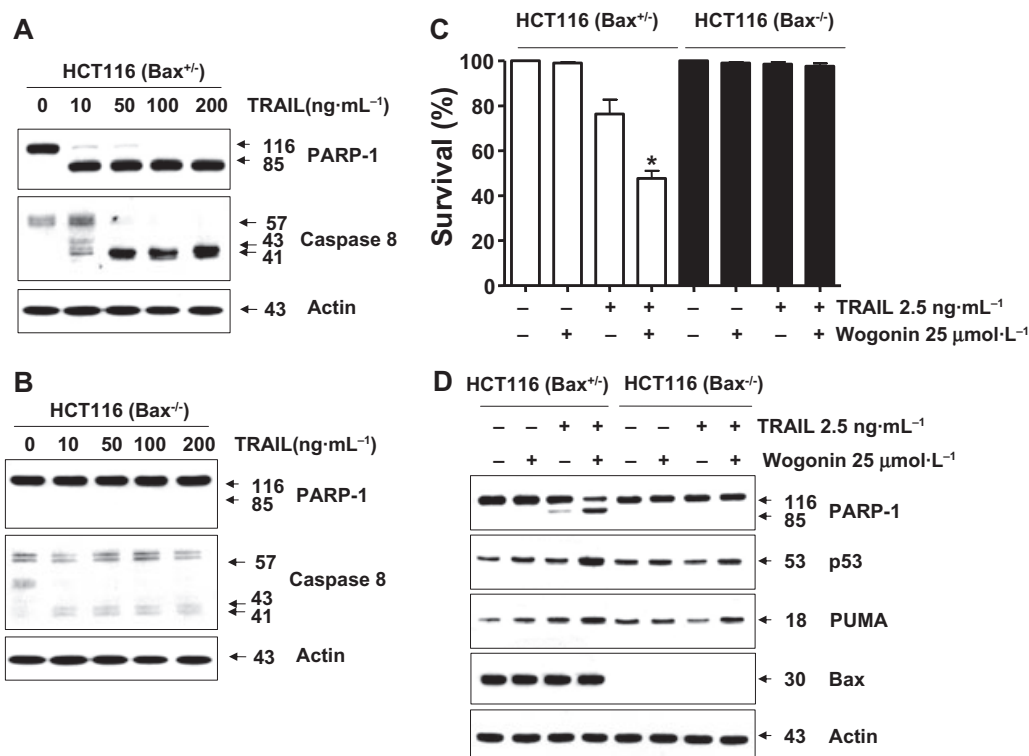 A
HCT116 (Bax+/-)
0 10 50 100 200 TRAIL(ng·mL–1)
116
85 PARP-1
57
43
41 Caspase 8
43 Actin
B
HCT116 (Bax-/-)
0 10 50 100 200 TRAIL(ng·mL–1)
116
85 PARP-1
57
Caspase 8
43
41
43 Actin
C
HCT116 (Bax+/-) HCT116 (Bax-/-)
Survival (%)
100
80
60
40
20
0
*
– – + + – – + + TRAIL 2.5 ng·mL–1
– + – + – + – + Wogonin 25 μmol·L–1
D
HCT116 (Bax+/-) HCT116 (Bax-/-)
– – + + – – + + TRAIL 2.5 ng·mL–1
– + – + – + – + Wogonin 25 μmol·L–1
116
85 PARP-1
53 p53
18 PUMA
30 Bax
43 Actin